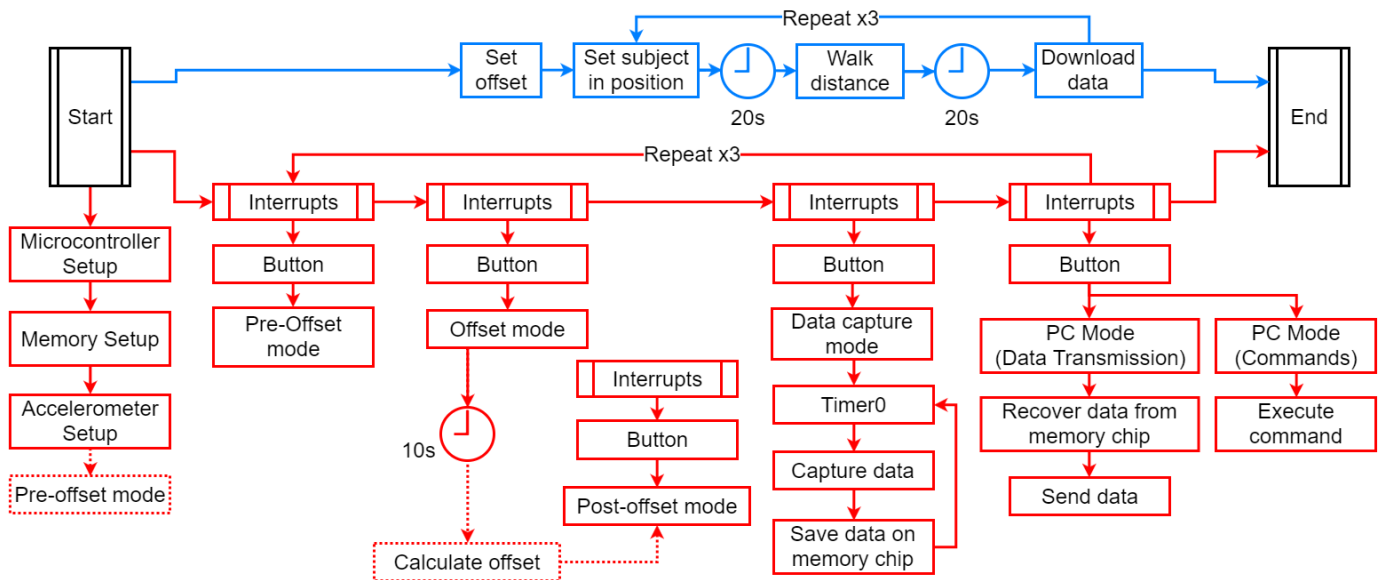 Repeat x3
Start
Set
offset
Set subject
in position
20s
Walk
distance
20s
Download
data
End
Repeat x3
Interrupts
Interrupts
Interrupts
Interrupts
Microcontroller
Setup
Memory Setup
Accelerometer
Setup
Pre-offset mode
Button
Pre-Offset
mode
Button
Offset mode
10s
Calculate offset
Interrupts
Button
Post-offset mode
Button
Data capture
mode
Timer0
Capture data
Save data on
memory chip
Button
PC Mode
(Data Transmission)
Recover data from
memory chip
Send data
PC Mode
(Commands)
Execute
command